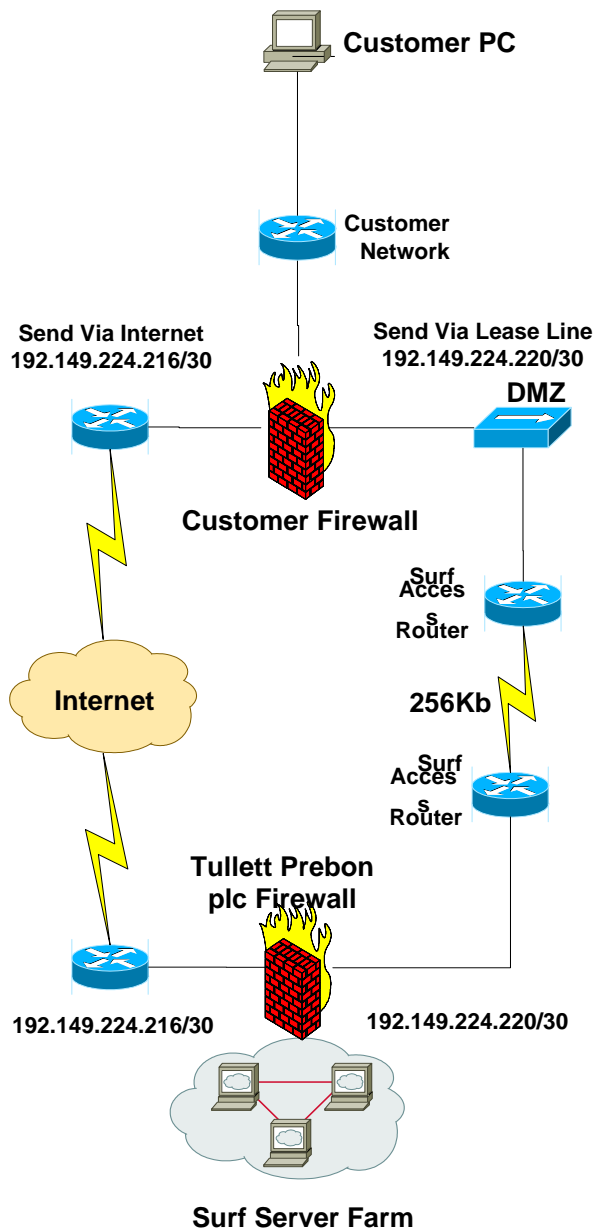 Customer PC
Customer
Network
Send Via Internet
192.149.224.216/30
Send Via Lease Line
192.149.224.220/30
DMZ
Customer Firewall
Surf
Acces
s
Router
Internet
256Kb
Surf
Acces
s
Router
Tullett Prebon
plc Firewall
192.149.224.216/30
192.149.224.220/30
Surf Server Farm